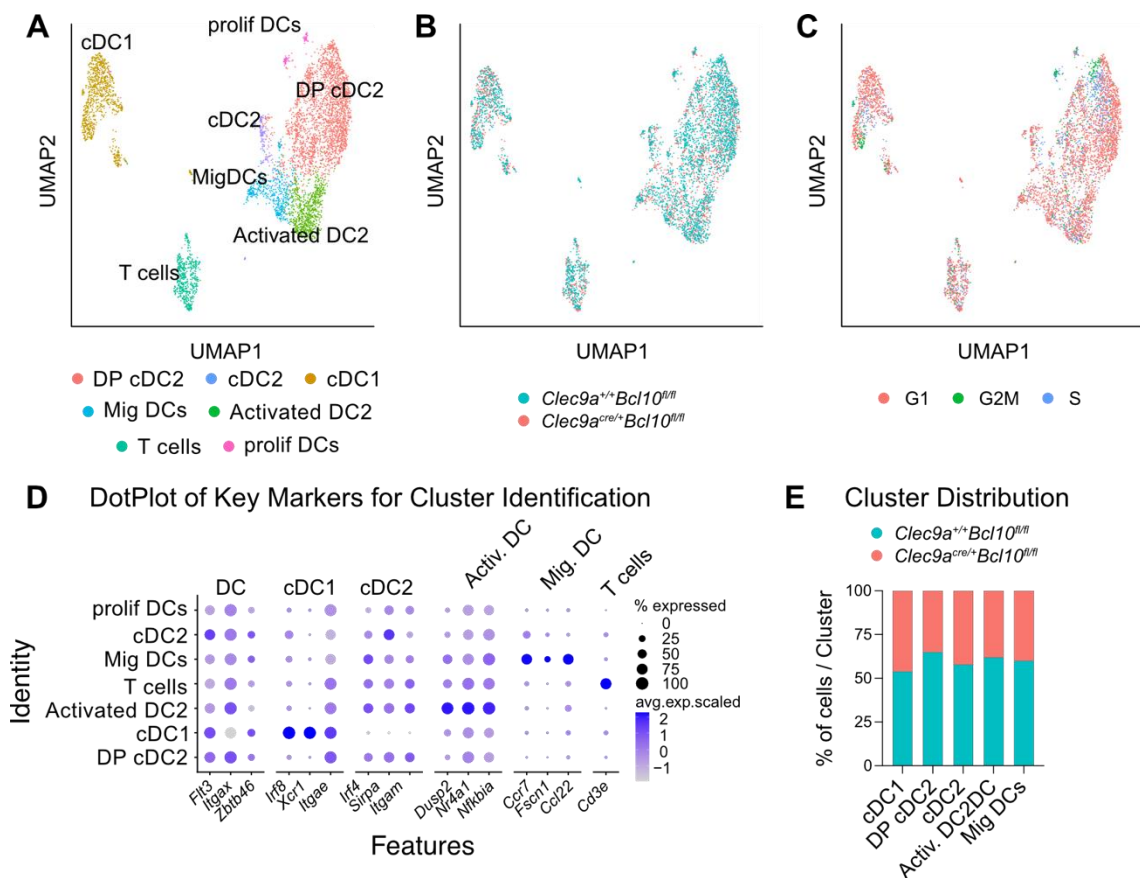 A
B
C
prolif DCs
cDC1
DP cDC2
cDC2
MigDCs
Activated DC2
T cells
UMAP2
UMAP1
UMAP2
UMAP1
UMAP2
UMAP1
DP cDC2 cDC2 cDC1
Mig DCs Activated DC2
T cells prolif DCs
Clec9a+/+Bcl10fl/fl
Clec9acre/+Bcl10fl/fl
G1 G2M S
D DotPlot of Key Markers for Cluster Identification
DC cDC1 cDC2 Activ. DC Mig. DC T cells
Identity
prolif DCs
cDC2
Mig DCs
T cells
Activated DC2
cDC1
DP cDC2
Flt3 Itgax Zbtb46 Irf8 Xcr1 Itgae Irf4 Sirpa Itgam Dusp2 Nr4a1 Nfkbia Ccr7 Fscn1 Ccl22 Cd3e
Features
% expressed
0
25
50
75
100
avg.exp.scaled
2
1
0
−1
E Cluster Distribution
Clec9a+/+Bcl10fl/fl
Clec9acre/+Bcl10fl/fl
% of cells / Cluster
100
75
50
25
0
cDC1
DP cDC2
cDC2
Activ. DC2DC
Mig DCs